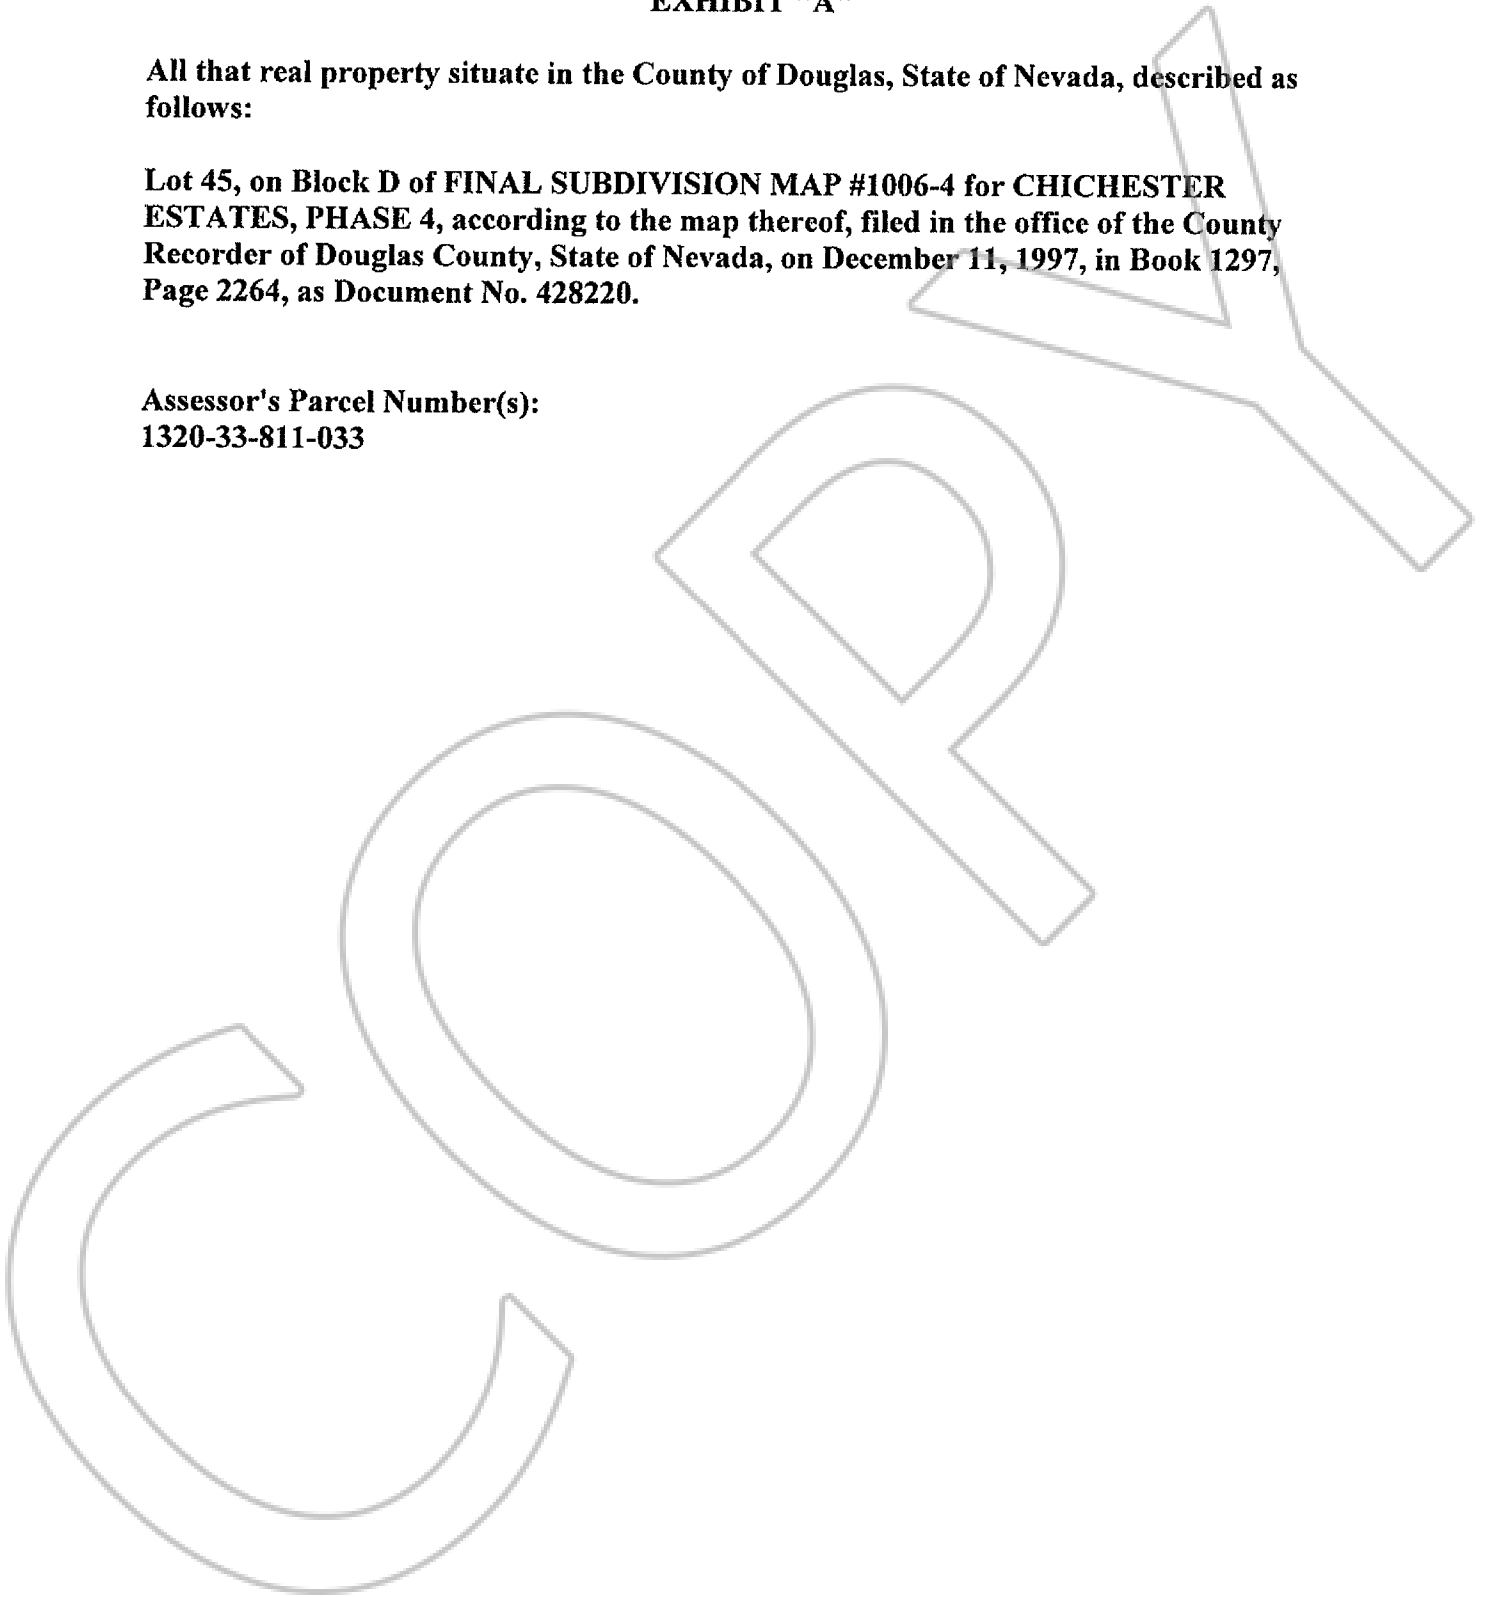 EXHIBIT "A"
All that real property situate in the County of Douglas, State of Nevada, described as
follows:
Lot 45, on Block D of FINAL SUBDIVISION MAP #1006-4 for CHICHESTER
ESTATES, PHASE 4, according to the map thereof, filed in the office of the County
Recorder of Douglas County, State of Nevada, on December 11, 1997, in Book 1297,
Page 2264, as Document No. 428220.
Assessor's Parcel Number(s):
1320-33-811-033
COPY